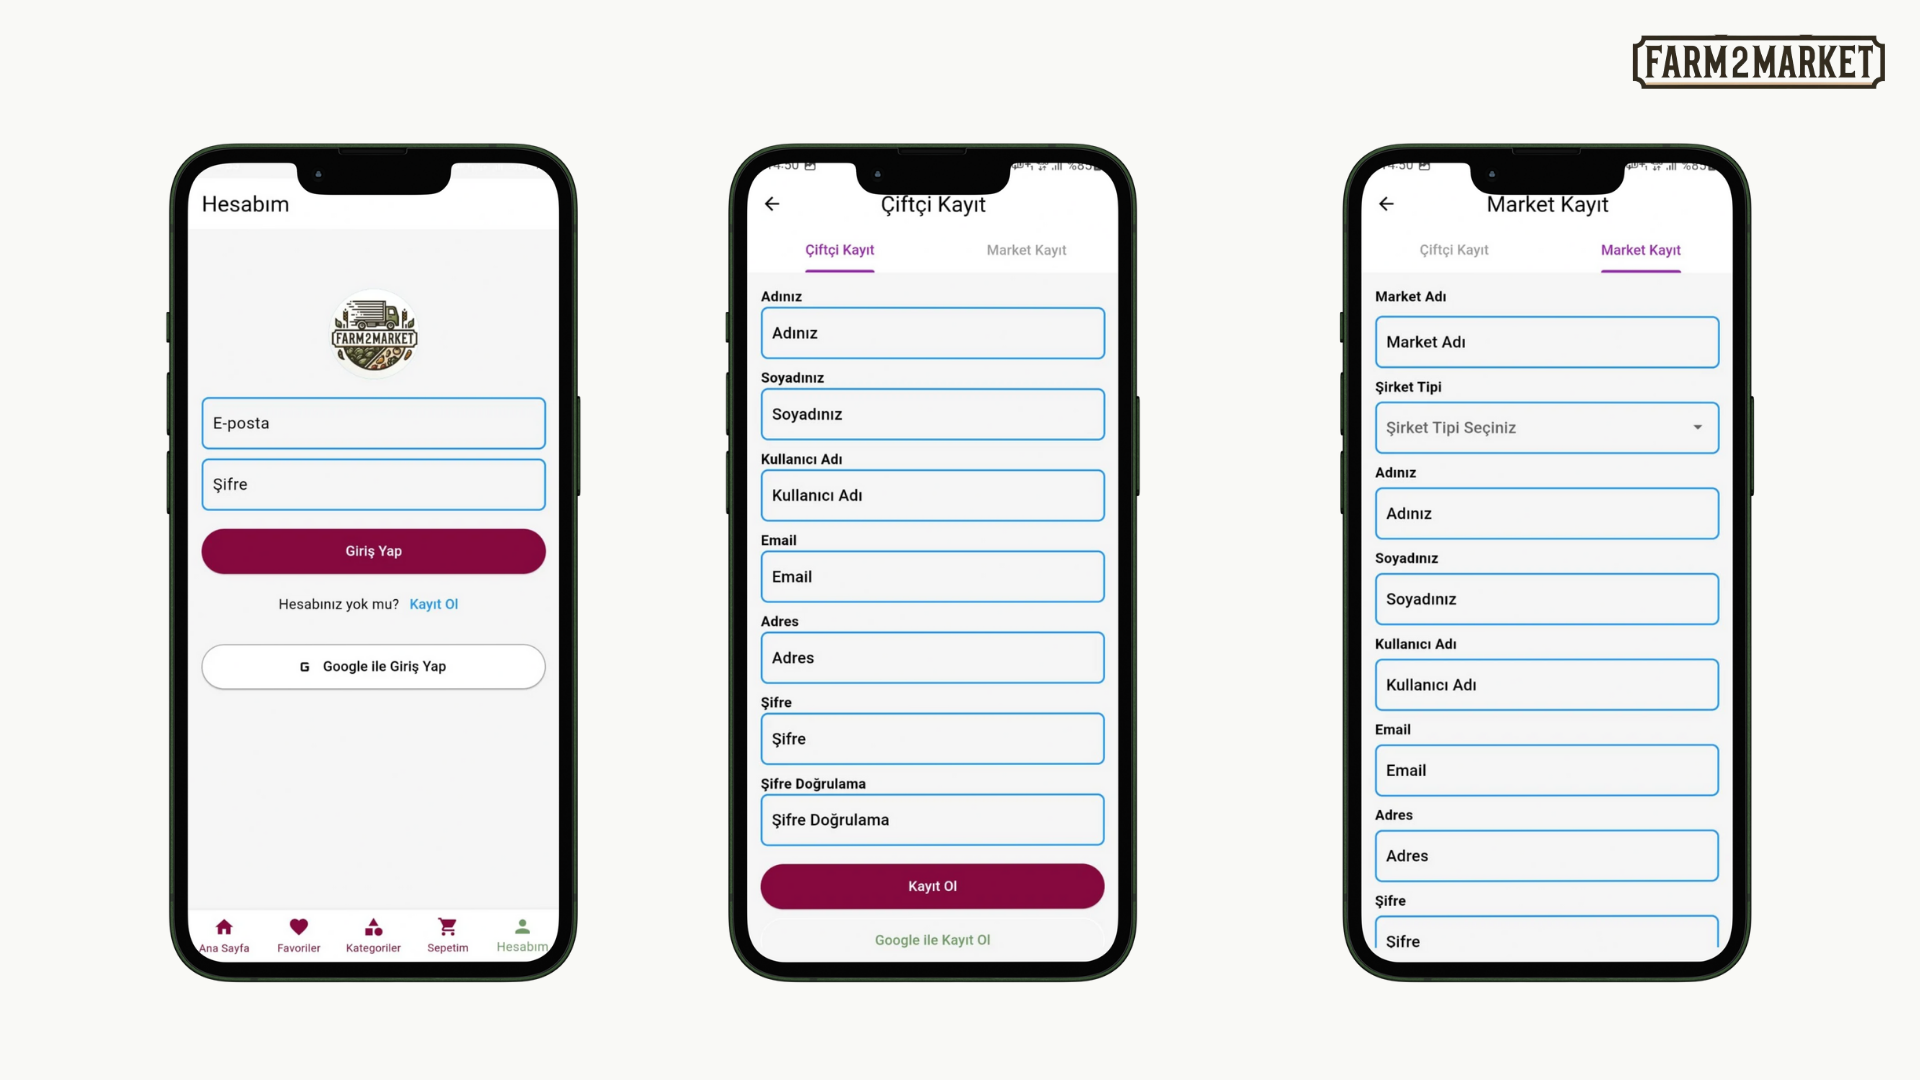 FARM2MARKET
Hesabım
FARM2MARKET
E-posta
Şifre
Giriş Yap
Hesabınız yok mu? Kayıt Ol
G Google ile Giriş Yap
Ana Sayfa Favoriler Kategoriler Sepetim Hesabım
Çiftçi Kayıt
Çiftçi Kayıt Market Kayıt
Adınız
Adınız
Soyadınız
Soyadınız
Kullanıcı Adı
Kullanıcı Adı
Email
Email
Adres
Adres
Şifre
Şifre
Şifre Doğrulama
Şifre Doğrulama
Kayıt Ol
Google ile Kayıt Ol
Market Kayıt
Çiftçi Kayıt Market Kayıt
Market Adı
Market Adı
Şirket Tipi
Şirket Tipi Seçiniz
Adınız
Adınız
Soyadınız
Soyadınız
Kullanıcı Adı
Kullanıcı Adı
Email
Email
Adres
Adres
Şifre
Şifre